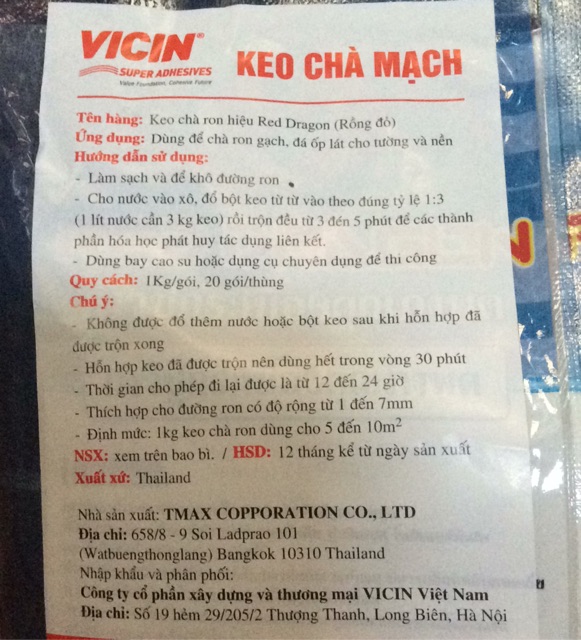 VICIN®
SUPER ADHESIVES
Value Foundation, Cohesive Future
KEO CHÀ MẠCH
Tên hàng: Keo chà ron hiệu Red Dragon (Rồng đỏ)
Ứng dụng: Dùng để chà ron gạch, đá ốp lát cho tường và nền
Hướng dẫn sử dụng:
- Làm sạch và để khô đường ron
- Cho nước vào xô, đổ bột keo từ từ vào theo đúng tỷ lệ 1:3
(1 lít nước cần 3 kg keo) rồi trộn đều từ 3 đến 5 phút để các thành
phần hóa học phát huy tác dụng liên kết.
- Dùng bay cao su hoặc dụng cụ chuyên dụng để thi công
Quy cách: 1Kg/gói, 20 gói/thùng
Chú ý:
- Không được đổ thêm nước hoặc bột keo sau khi hỗn hợp đã
được trộn xong
- Hỗn hợp keo đã được trộn nên dùng hết trong vòng 30 phút
- Thời gian cho phép đi lại được là từ 12 đến 24 giờ
- Thích hợp cho đường ron có độ rộng từ 1 đến 7mm
- Định mức: 1kg keo chà ron dùng cho 5 đến 10m²
NSX: xem trên bao bì. / HSD: 12 tháng kể từ ngày sản xuất
Xuất xứ: Thailand
Nhà sản xuất: TMAX COPPORATION CO., LTD
Địa chỉ: 658/8 - 9 Soi Ladprao 101
(Watbuengthonglang) Bangkok 10310 Thailand
Nhập khẩu và phân phối:
Công ty cổ phần xây dựng và thương mại VICIN Việt Nam
Địa chỉ: Số 19 hẻm 29/205/2 Thượng Thanh, Long Biên, Hà Nội